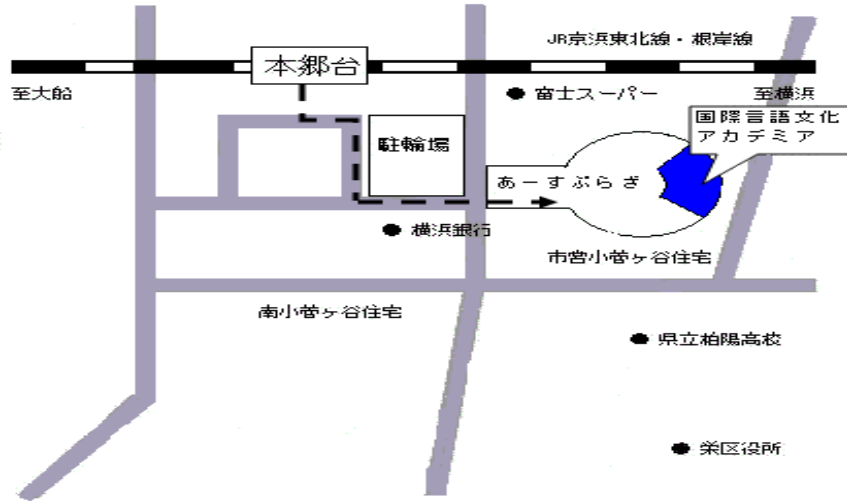 JR京浜東北線・根岸線
本郷台
至大船
富士スーパー
至横浜
国際言語文化
アカデミア
駐輪場
あーすぷらざ
横浜銀行
市営小菅ヶ谷住宅
南小菅ヶ谷住宅
県立柏陽高校
栄区役所